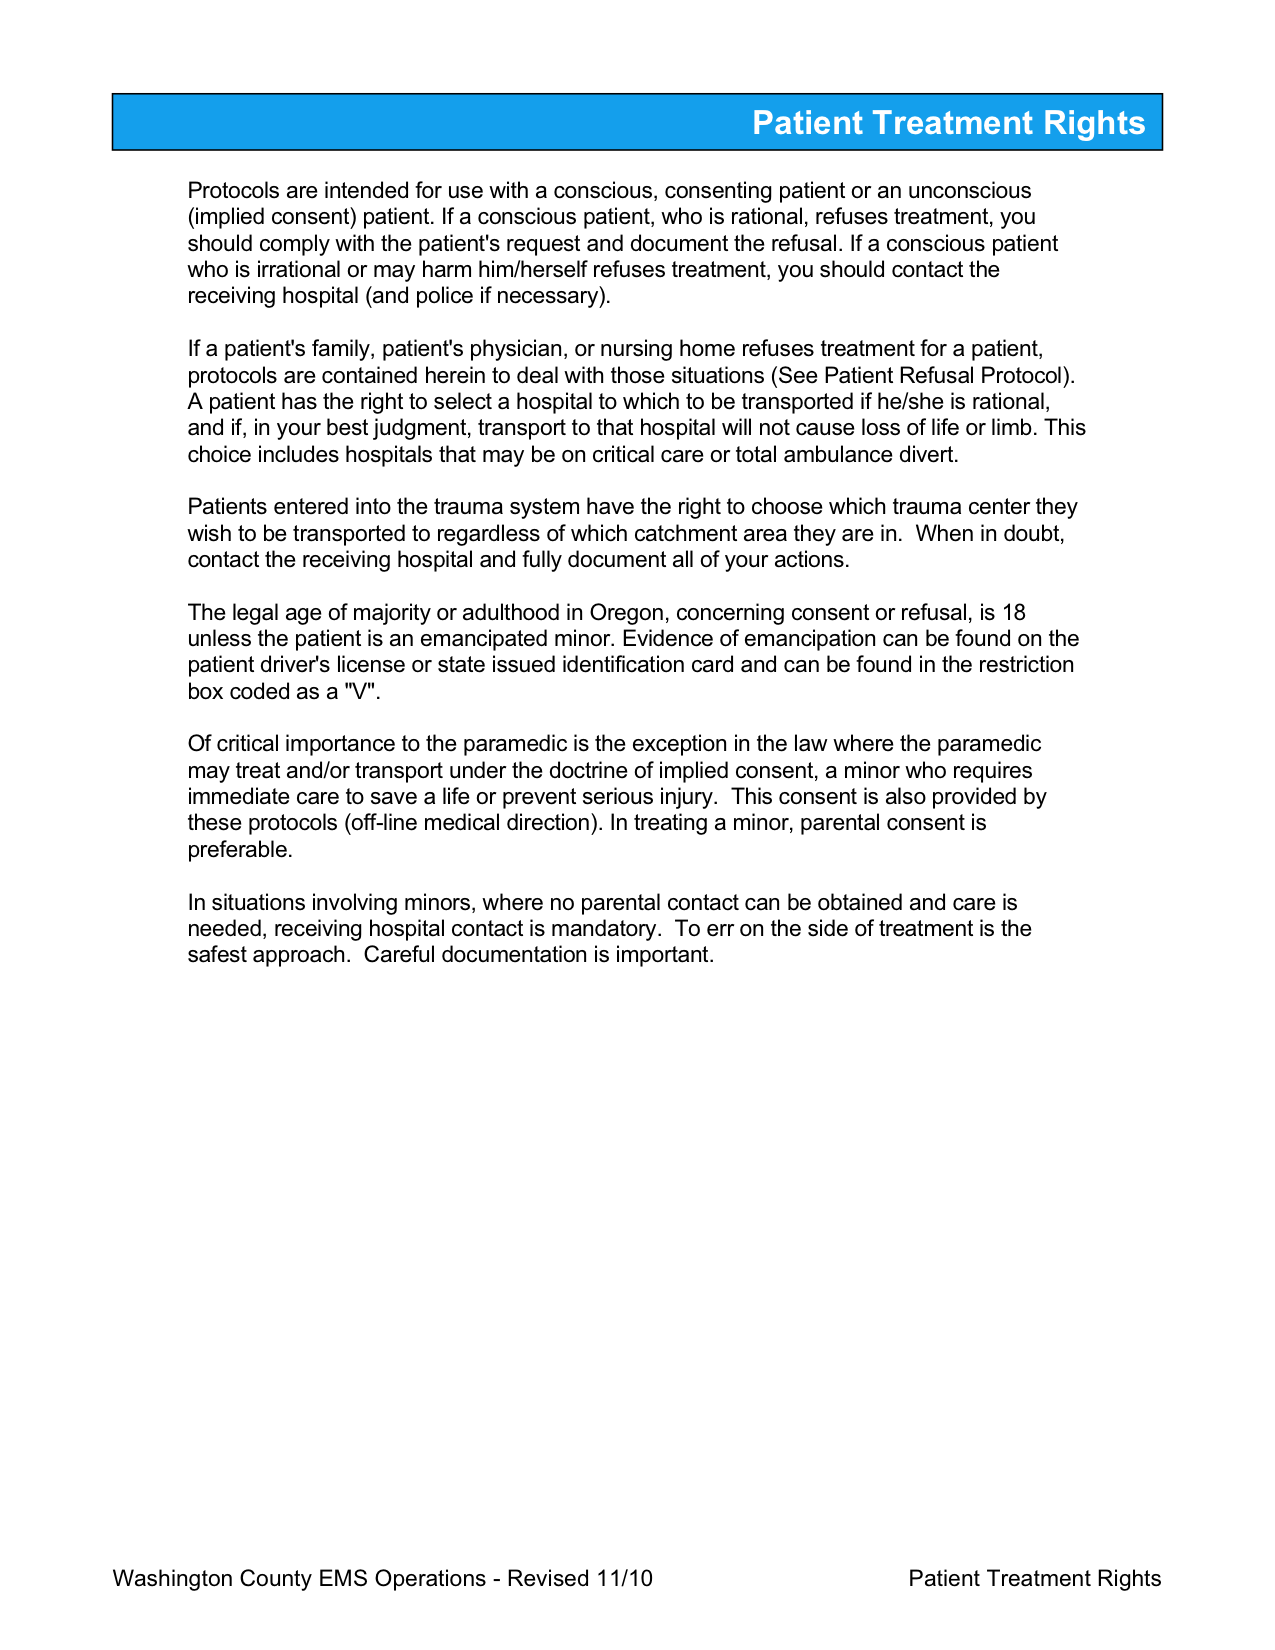 Patient Treatment Rights
Protocols are intended for use with a conscious, consenting patient or an unconscious
(implied consent) patient. If a conscious patient, who is rational, refuses treatment, you
should comply with the patient's request and document the refusal. If a conscious patient
who is irrational or may harm him/herself refuses treatment, you should contact the
receiving hospital (and police if necessary).
If a patient's family, patient's physician, or nursing home refuses treatment for a patient,
protocols are contained herein to deal with those situations (See Patient Refusal Protocol).
A patient has the right to select a hospital to which to be transported if he/she is rational,
and if, in your best judgment, transport to that hospital will not cause loss of life or limb. This
choice includes hospitals that may be on critical care or total ambulance divert.
Patients entered into the trauma system have the right to choose which trauma center they
wish to be transported to regardless of which catchment area they are in.  When in doubt,
contact the receiving hospital and fully document all of your actions.
The legal age of majority or adulthood in Oregon, concerning consent or refusal, is 18
unless the patient is an emancipated minor. Evidence of emancipation can be found on the
patient driver's license or state issued identification card and can be found in the restriction
box coded as a "V".
Of critical importance to the paramedic is the exception in the law where the paramedic
may treat and/or transport under the doctrine of implied consent, a minor who requires
immediate care to save a life or prevent serious injury.  This consent is also provided by
these protocols (off-line medical direction). In treating a minor, parental consent is
preferable.
In situations involving minors, where no parental contact can be obtained and care is
needed, receiving hospital contact is mandatory.  To err on the side of treatment is the
safest approach.  Careful documentation is important.
Washington County EMS Operations - Revised 11/10
Patient Treatment Rights